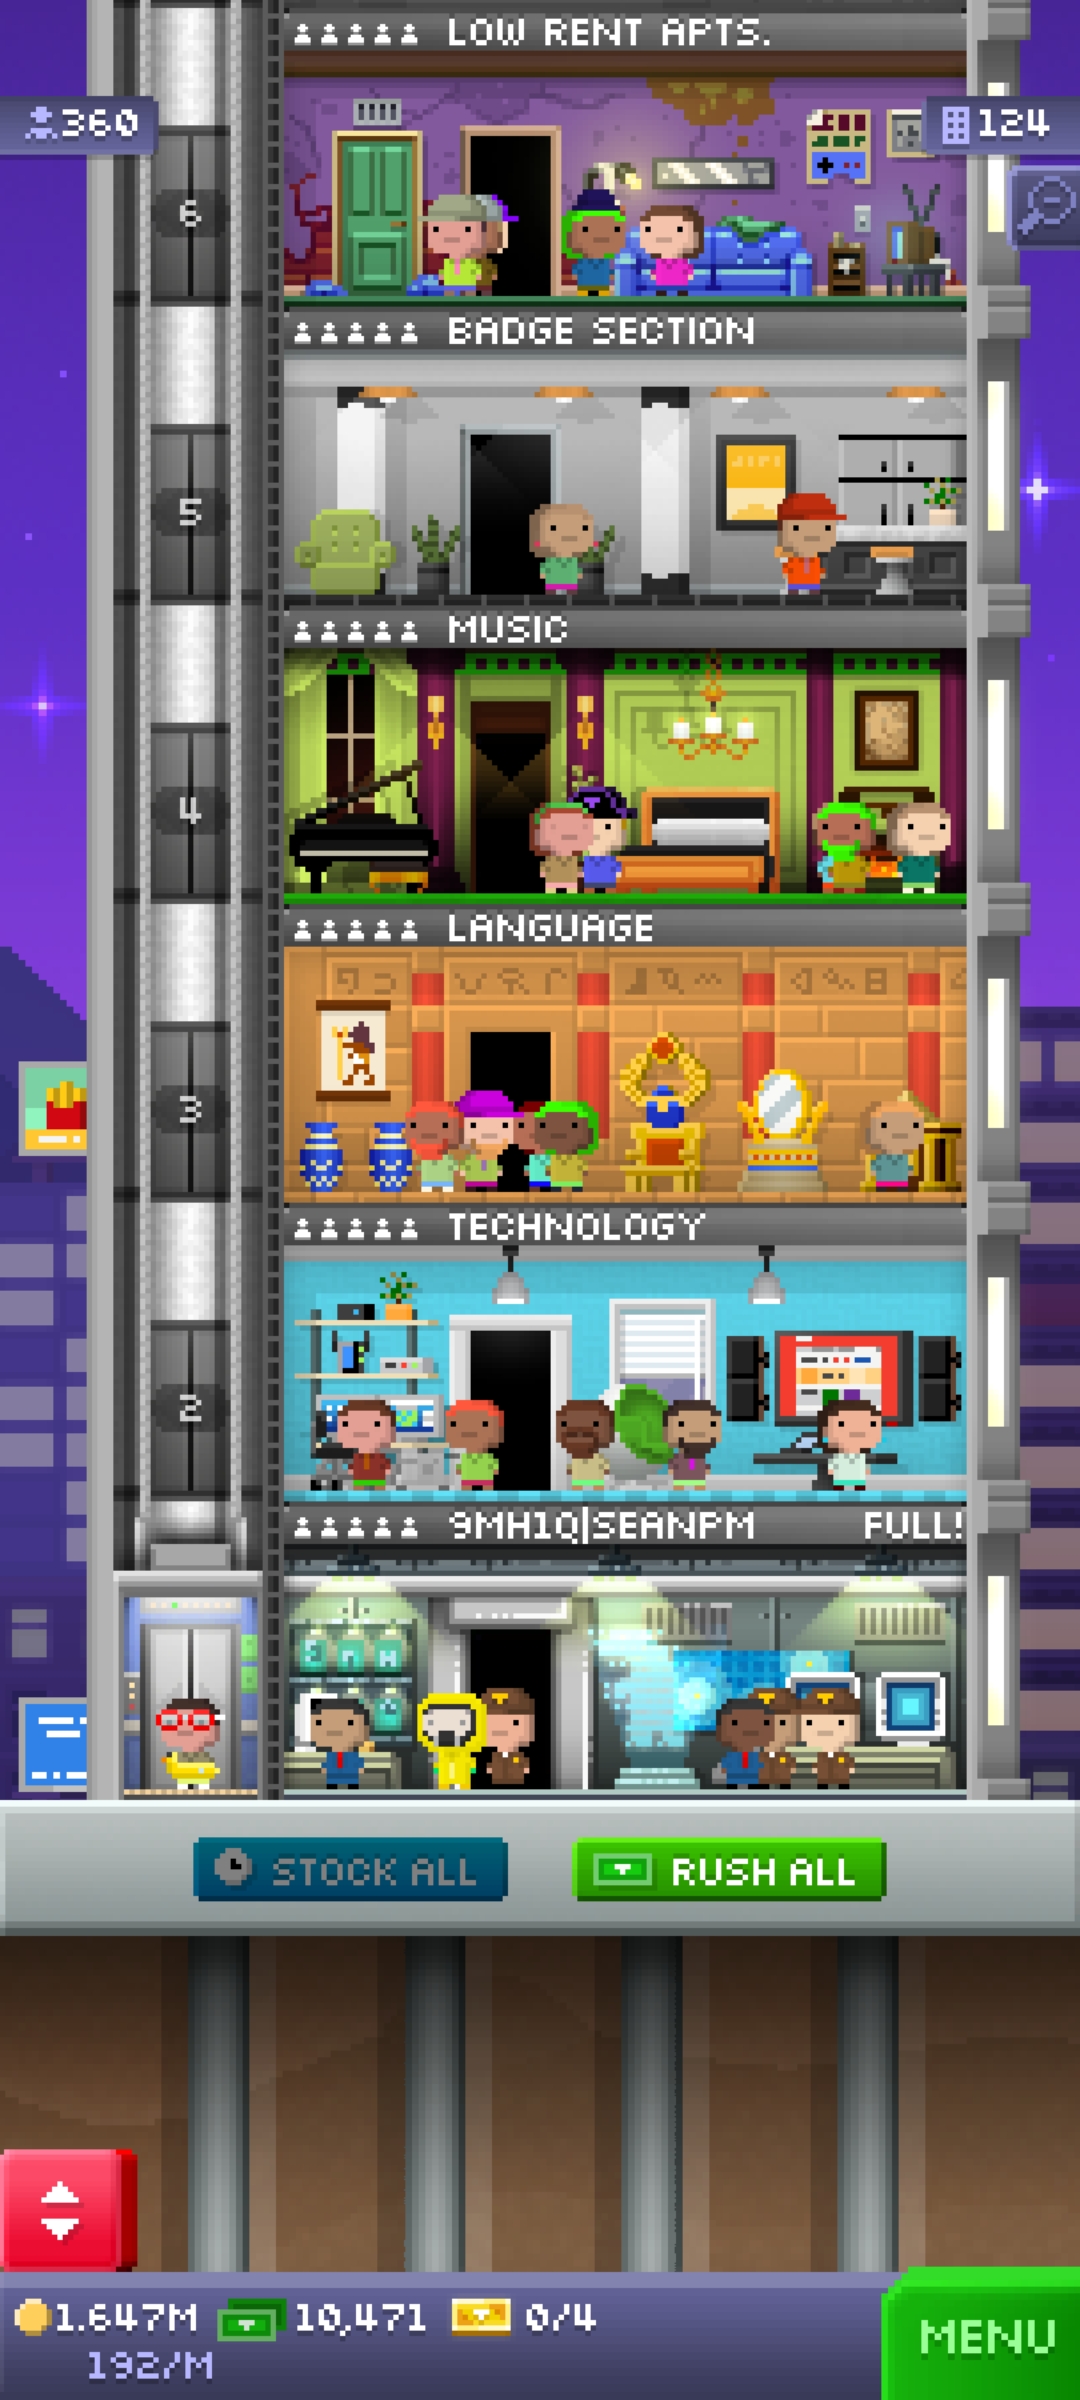 LOW RENT APTS.
360
124
6
BADGE SECTION
5
MUSIC
4
LANGUAGE
3
TECHNOLOGY
2
9MH1Q|SEANPM FULL!
STOCK ALL
RUSH ALL
1.647M
10,471
0/4
192/M
MENU